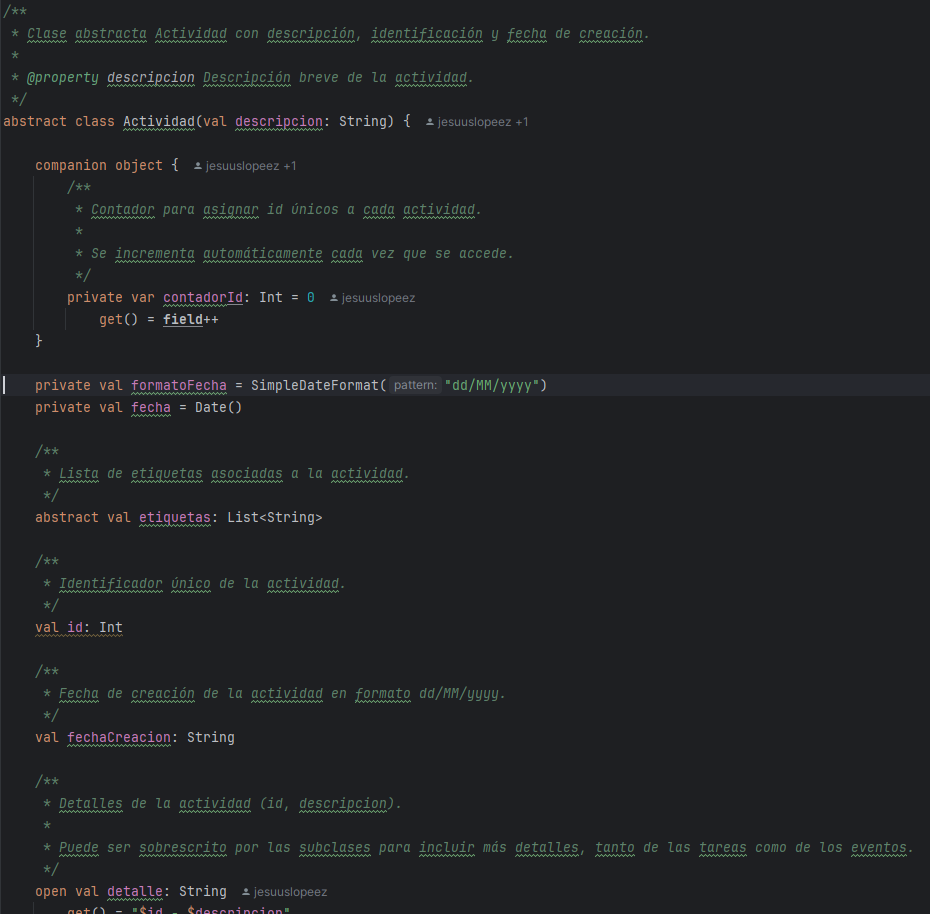 /**
 * Clase abstracta Actividad con descripción, identificación y fecha de creación.
 *
 * @property descripcion Descripción breve de la actividad.
 */
abstract class Actividad(val descripcion: String) { jesuuslopeez +1
companion object { jesuuslopeez +1
/**
 * Contador para asignar id únicos a cada actividad.
 *
 * Se incrementa automáticamente cada vez que se accede.
 */
private var contadorId: Int = 0 jesuuslopeez
get() = field++
}
private val formatoFecha = SimpleDateFormat( pattern: "dd/MM/yyyy")
private val fecha = Date()
/**
 * Lista de etiquetas asociadas a la actividad.
 */
abstract val etiquetas: List<String>
/**
 * Identificador único de la actividad.
 */
val id: Int
/**
 * Fecha de creación de la actividad en formato dd/MM/yyyy.
 */
val fechaCreacion: String
/**
 * Detalles de la actividad (id, descripcion).
 *
 * Puede ser sobrescrito por las subclases para incluir más detalles, tanto de las tareas como de los eventos.
 */
open val detalle: String jesuuslopeez
get() = "$id - $descripcion"